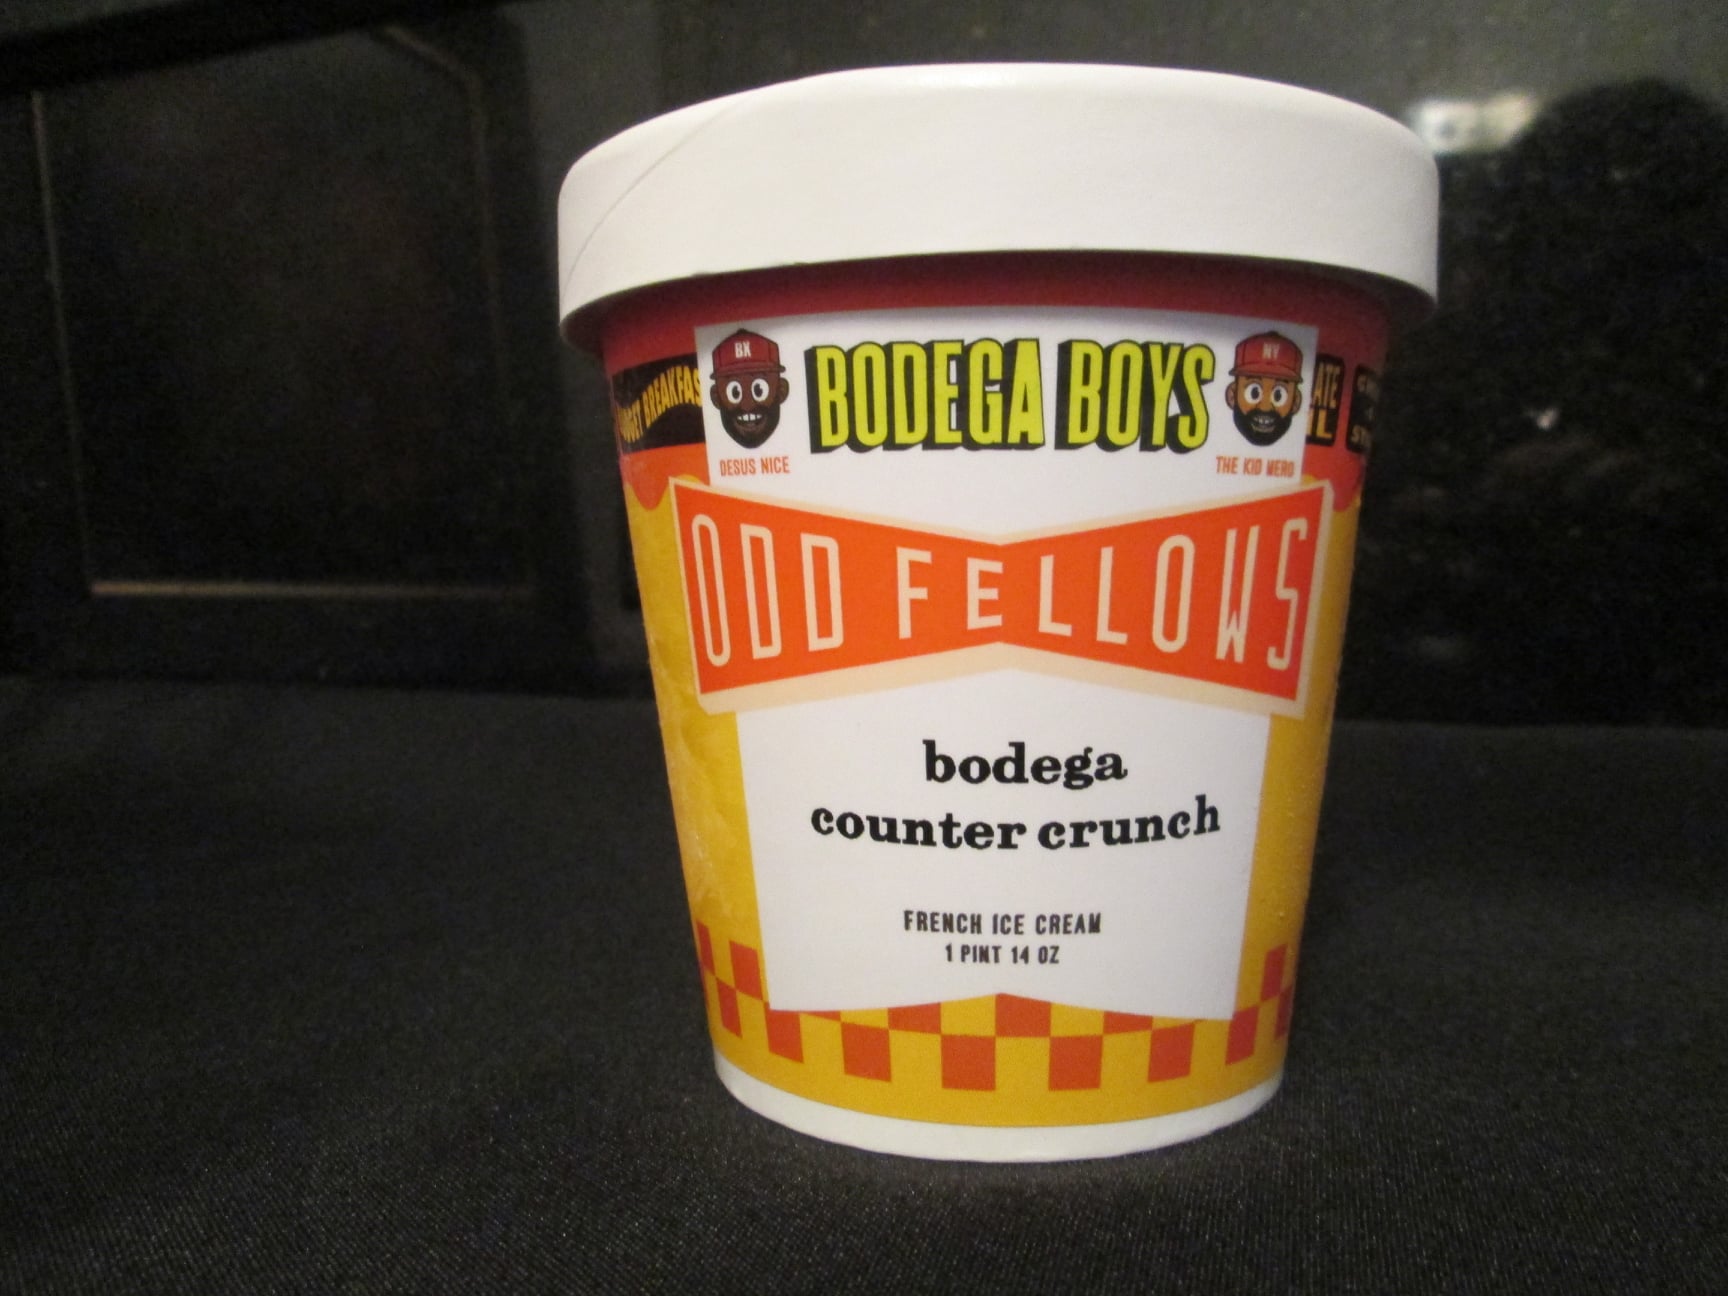 BX
NY
BODEGA BOYS
DESUS NICE
THE KID MERO
ODD FELLOWS
bodega
counter crunch
FRENCH ICE CREAM
1 PINT 14 OZ